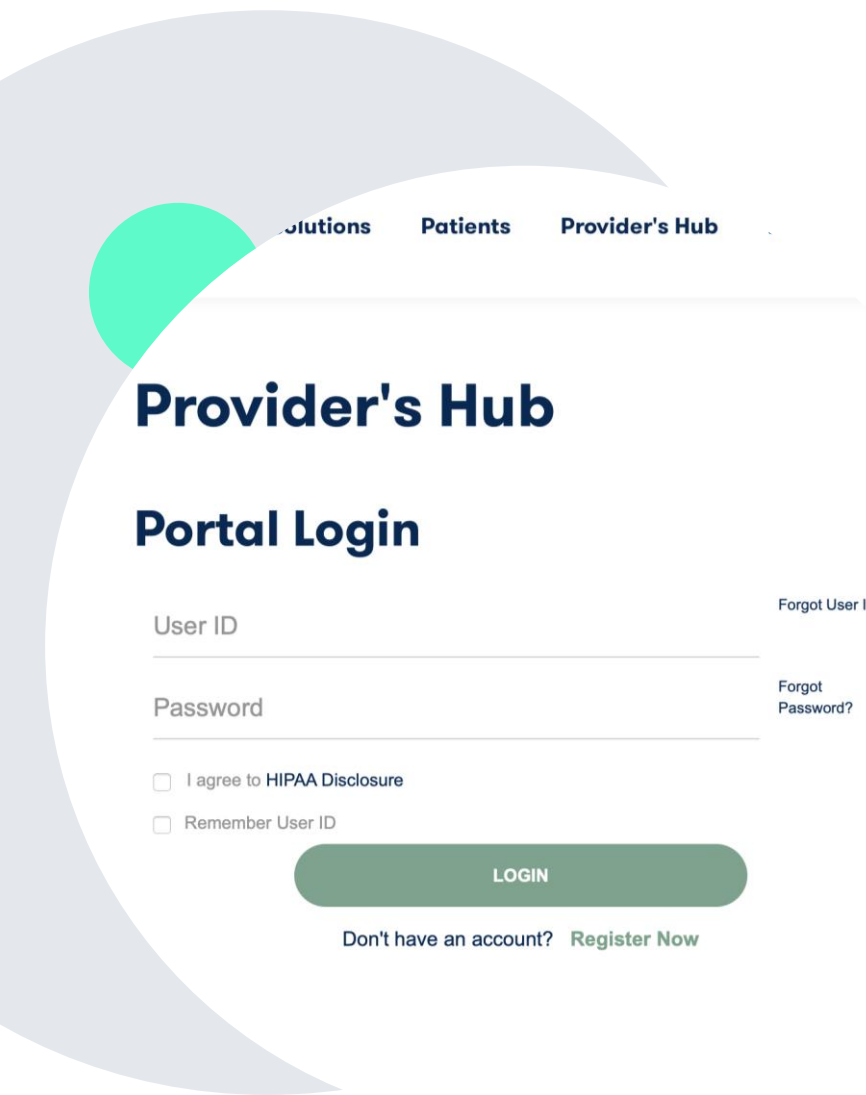 Patients Provider's Hub
Provider's Hub
Portal Login
User ID
Forgot User
Password
Forgot
Password?
I agree to HIPAA Disclosure
Remember User ID
LOGIN
Don't have an account? Register Now